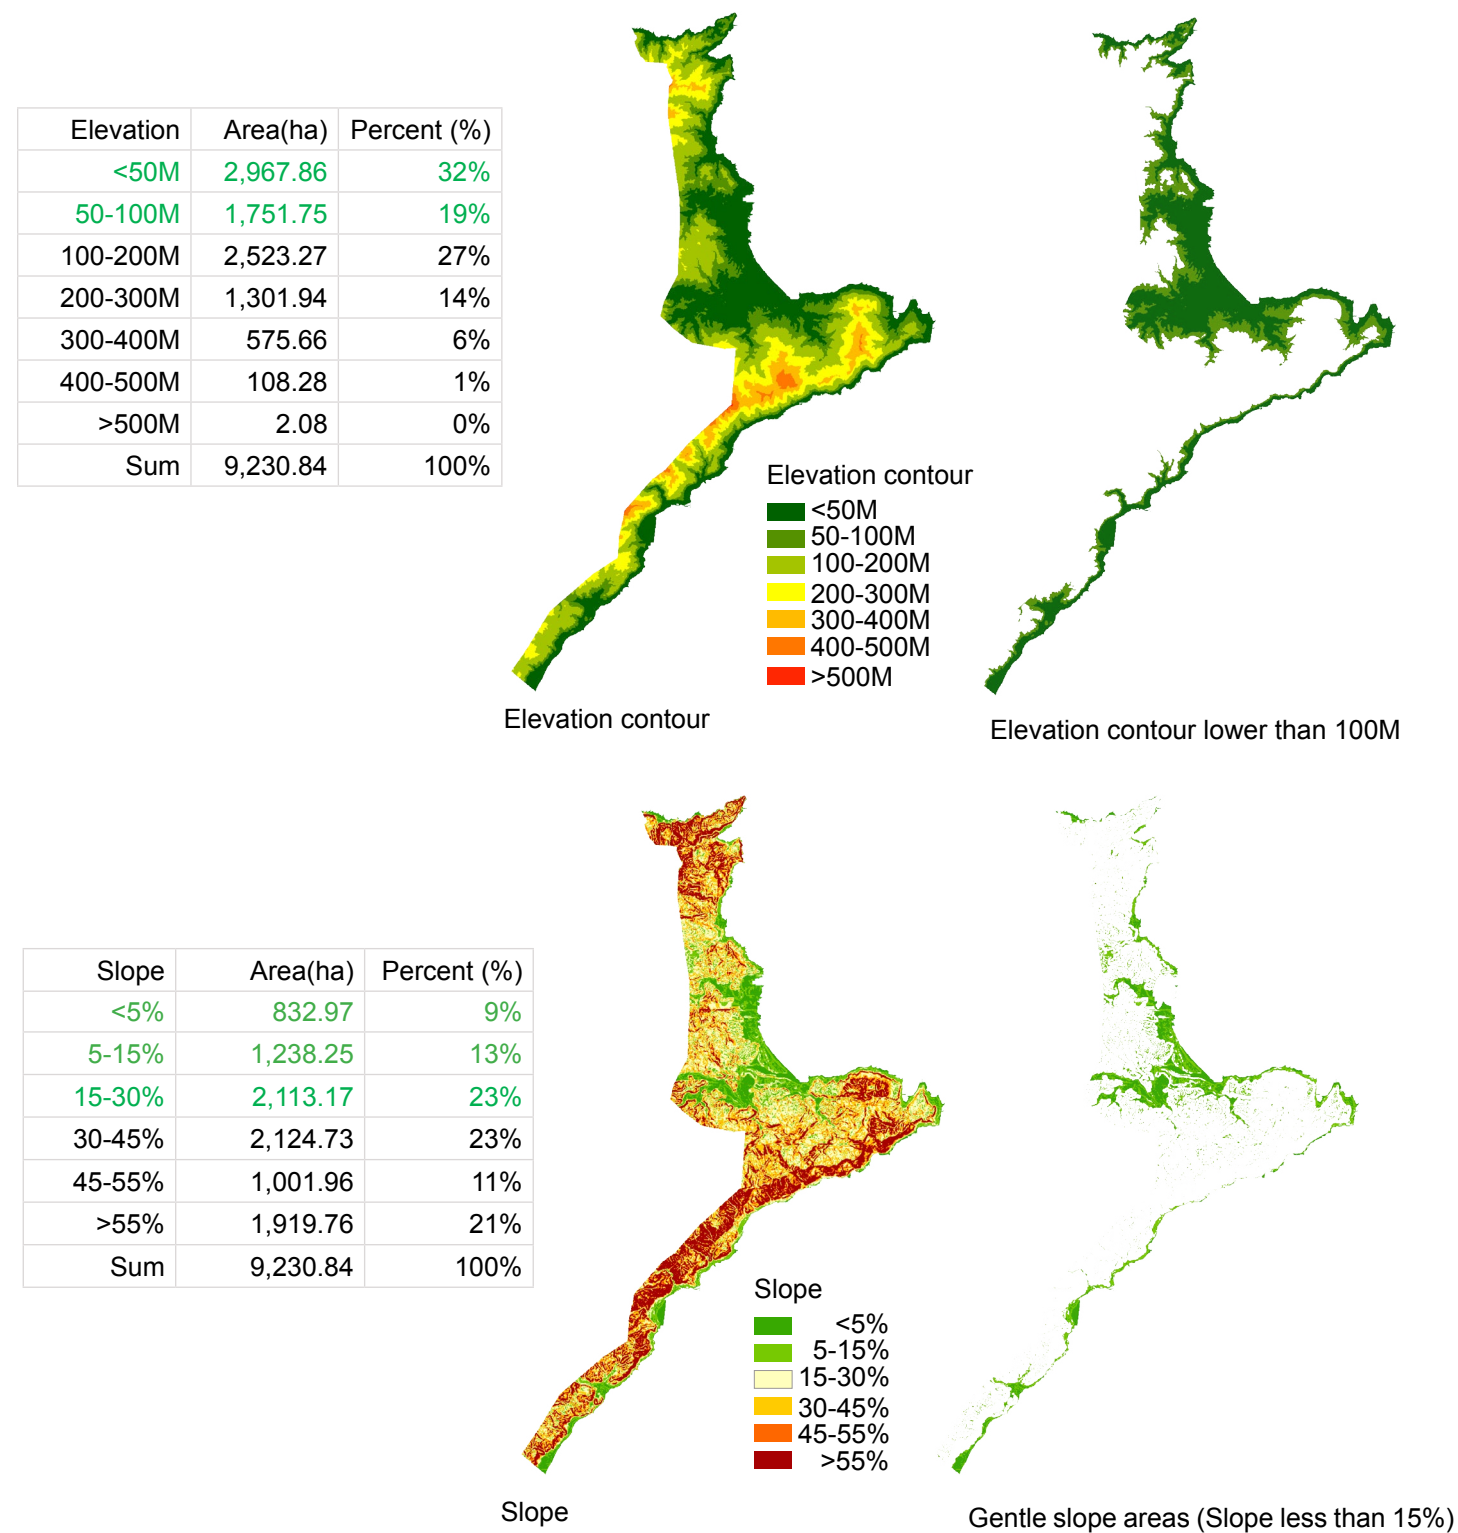 Elevation Area(ha) Percent (%)
<50M 2,967.86 32%
50-100M 1,751.75 19%
100-200M 2,523.27 27%
200-300M 1,301.94 14%
300-400M 575.66 6%
400-500M 108.28 1%
>500M 2.08 0%
Sum 9,230.84 100%
Elevation contour
<50M
50-100M
100-200M
200-300M
300-400M
400-500M
>500M
Elevation contour
Elevation contour lower than 100M
Slope Area(ha) Percent (%)
<5% 832.97 9%
5-15% 1,238.25 13%
15-30% 2,113.17 23%
30-45% 2,124.73 23%
45-55% 1,001.96 11%
>55% 1,919.76 21%
Sum 9,230.84 100%
Slope
<5%
5-15%
15-30%
30-45%
45-55%
>55%
Slope
Gentle slope areas (Slope less than 15%)